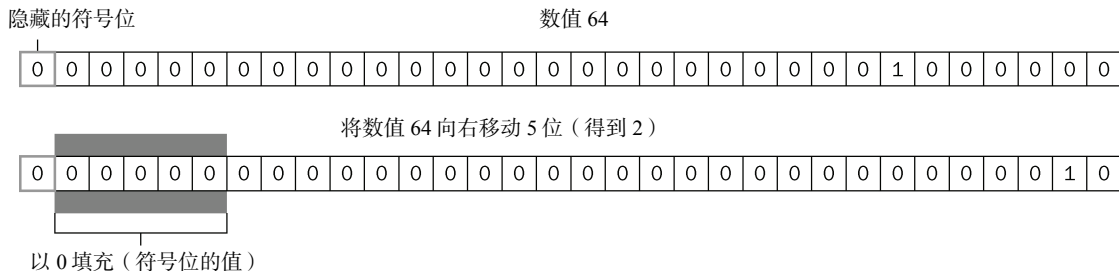 隐藏的符号位
数值 64
0 0 0 0 0 0 0 0 0 0 0 0 0 0 0 0 0 0 0 0 0 0 0 0 0 1 0 0 0 0 0 0
将数值 64 向右移动 5 位（得到 2）
0 0 0 0 0 0 0 0 0 0 0 0 0 0 0 0 0 0 0 0 0 0 0 0 0 0 0 0 0 0 1 0
以 0 填充（符号位的值）